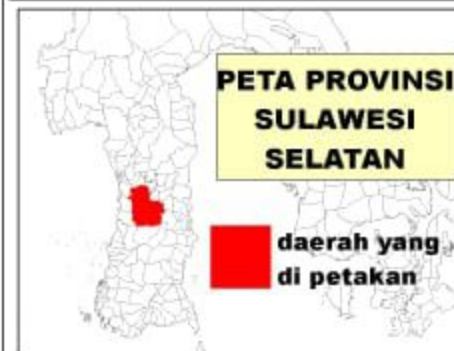 PETA PROVINSI
SULAWESI
SELATAN
daerah yang
di petakan